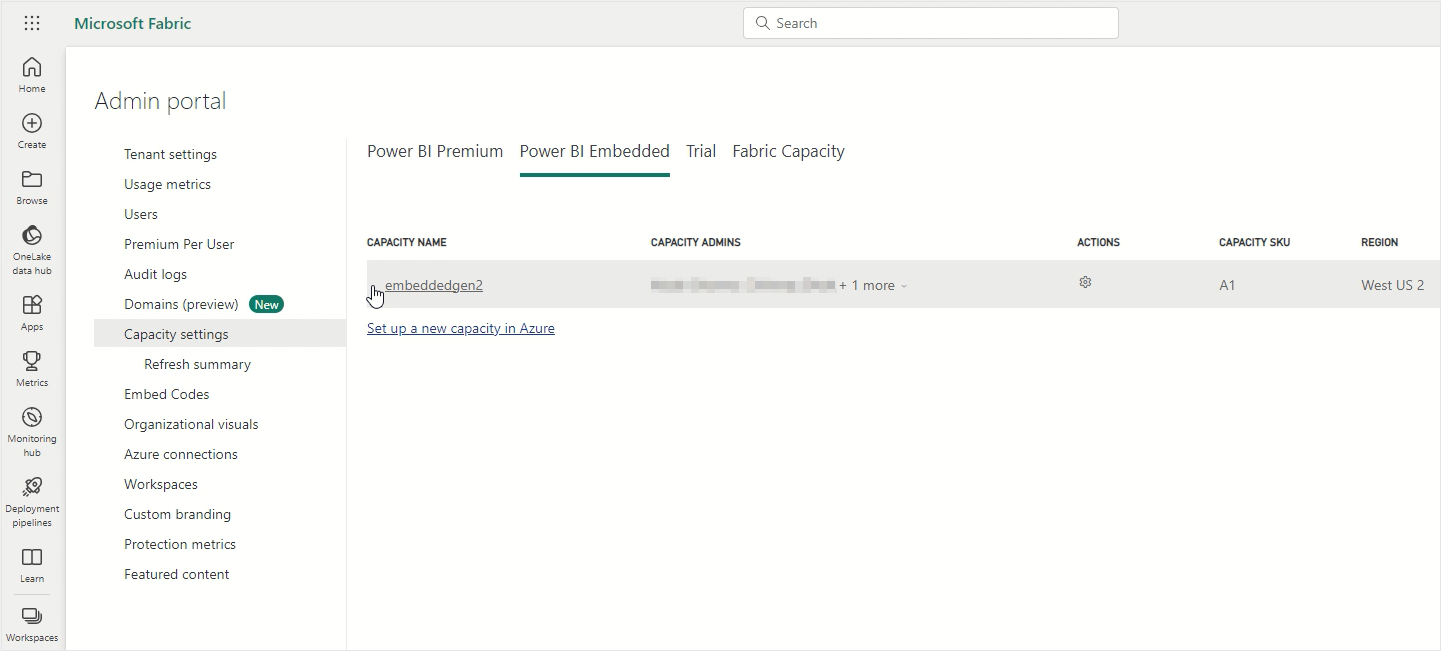 Microsoft Fabric
Search
Home
Create
Browse
OneLake
data hub
Apps
Metrics
Monitoring
hub
Deployment
pipelines
Learn
Workspaces
Admin portal
Tenant settings
Usage metrics
Users
Premium Per User
Audit logs
Domains (preview) New
Capacity settings
Refresh summary
Embed Codes
Organizational visuals
Azure connections
Workspaces
Custom branding
Protection metrics
Featured content
Power BI Premium Power BI Embedded Trial Fabric Capacity
CAPACITY NAME CAPACITY ADMINS ACTIONS CAPACITY SKU REGION
embeddedgen2 + 1 more A1 West US 2
Set up a new capacity in Azure